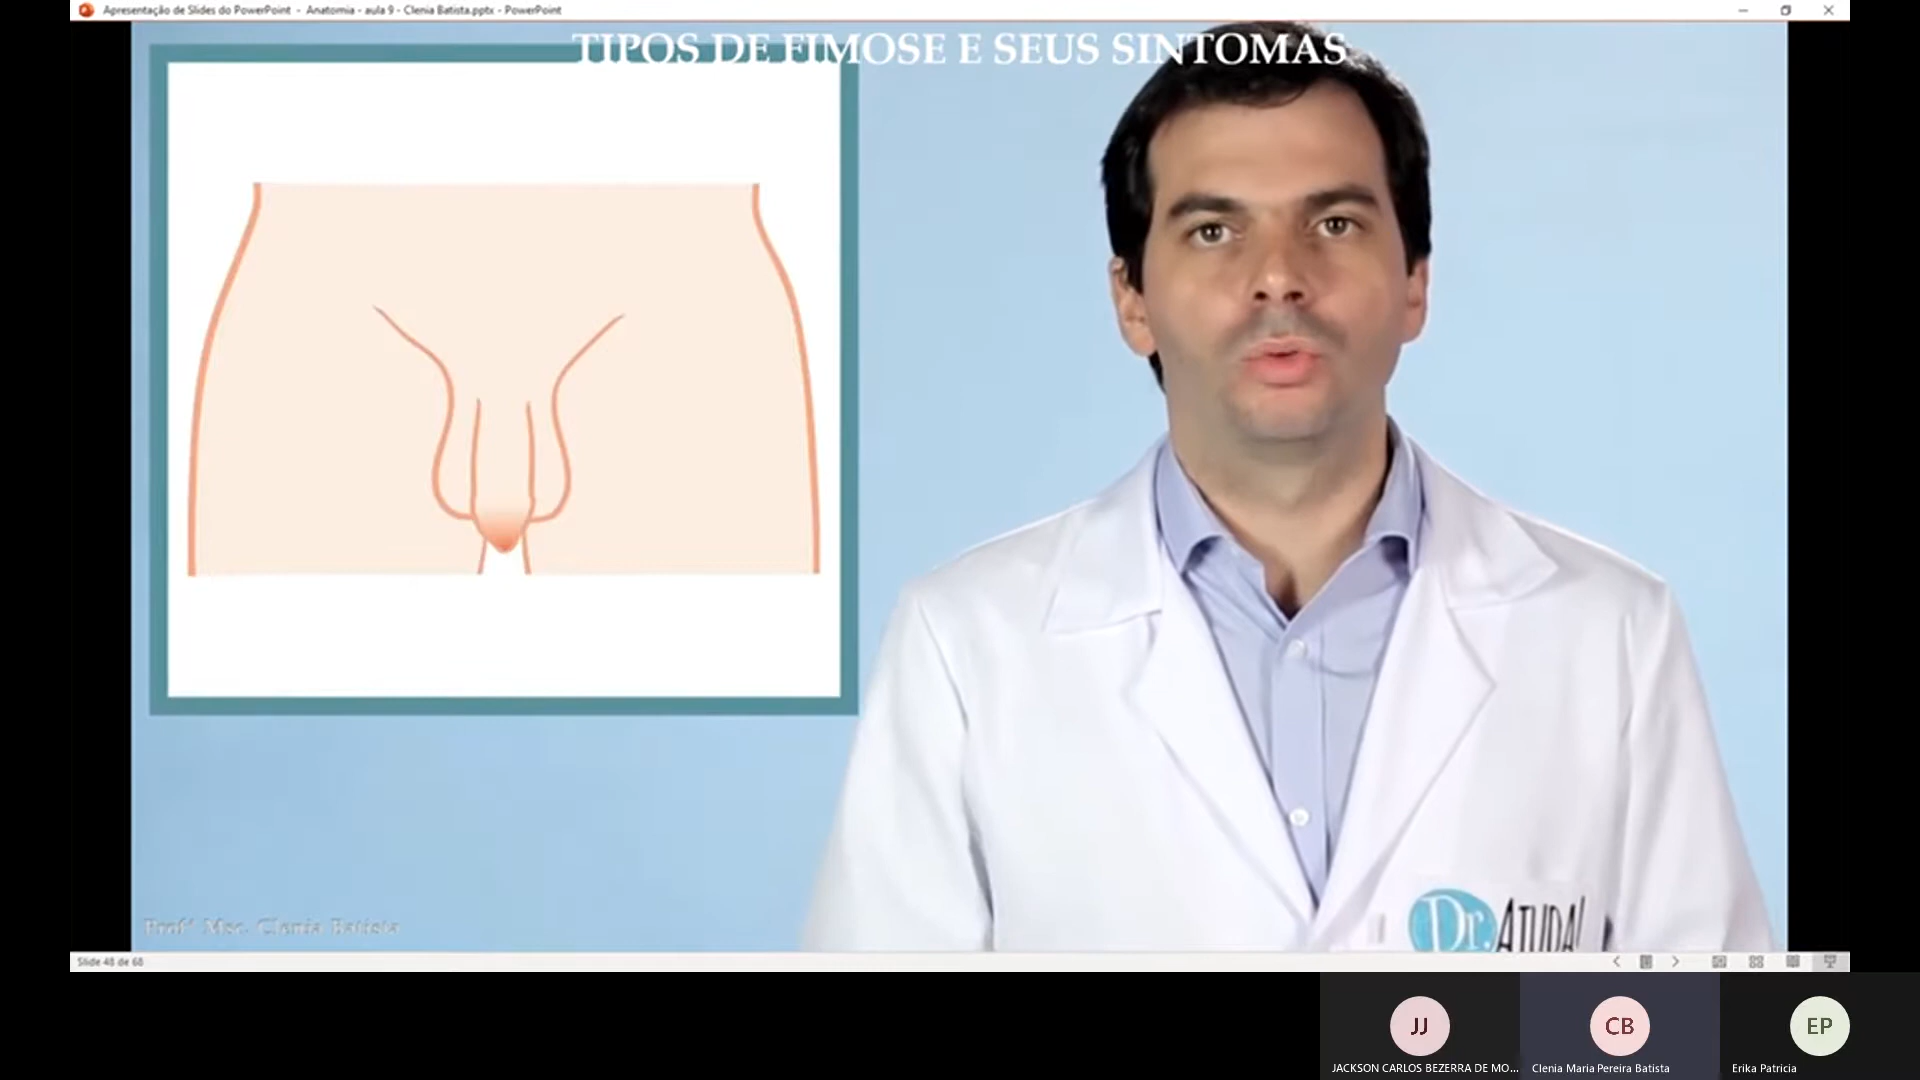 Apresentação de Slides do PowerPoint - Anatomia - aula 9 - Clenia Batista.pptx - PowerPoint
TIPOS DE FIMOSE E SEUS SINTOMAS
Profª Msc. Clenia Batista
Dr. AJUDA!
Slide 48 de 68
JJ
CB
EP
JACKSON CARLOS BEZERRA DE MO...
Clenia Maria Pereira Batista
Erika Patricia